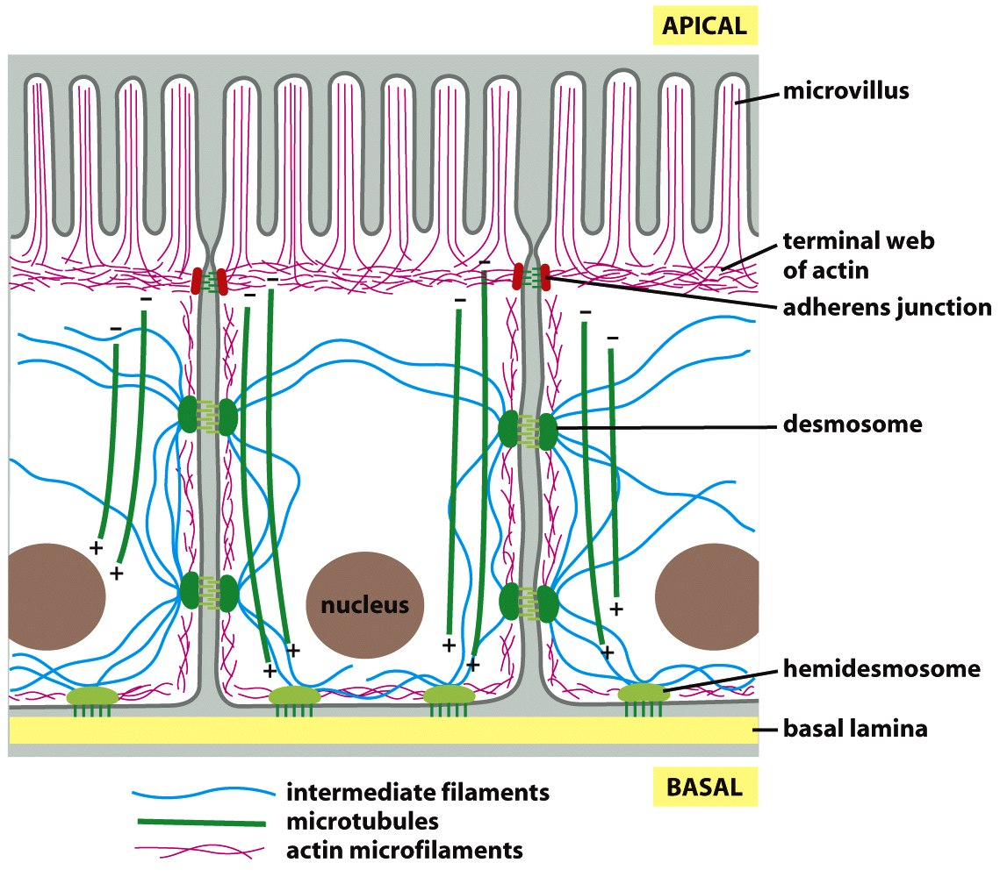 APICAL
microvillus
terminal web
of actin
adherens junction
− − − − − − − −
desmosome
+ + + + + + + +
nucleus
hemidesmosome
basal lamina
BASAL
intermediate filaments
microtubules
actin microfilaments